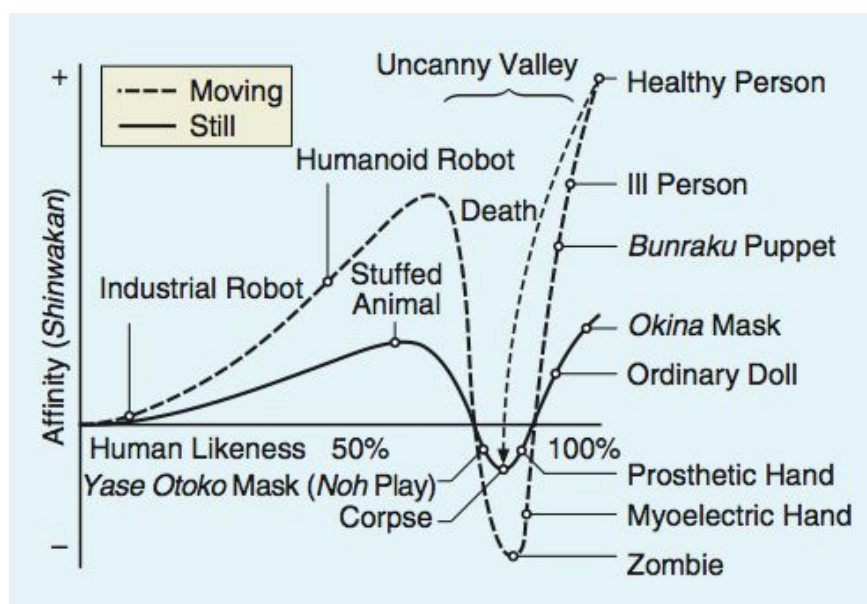 +
Moving
Still
Uncanny Valley
Healthy Person
Humanoid Robot
Death
Ill Person
Bunraku Puppet
Industrial Robot
Stuffed
Animal
Okina Mask
Ordinary Doll
Affinity (Shinwakan)
Human Likeness 50% 100%
Yase Otoko Mask (Noh Play)
Prosthetic Hand
Corpse
Myoelectric Hand
–
Zombie